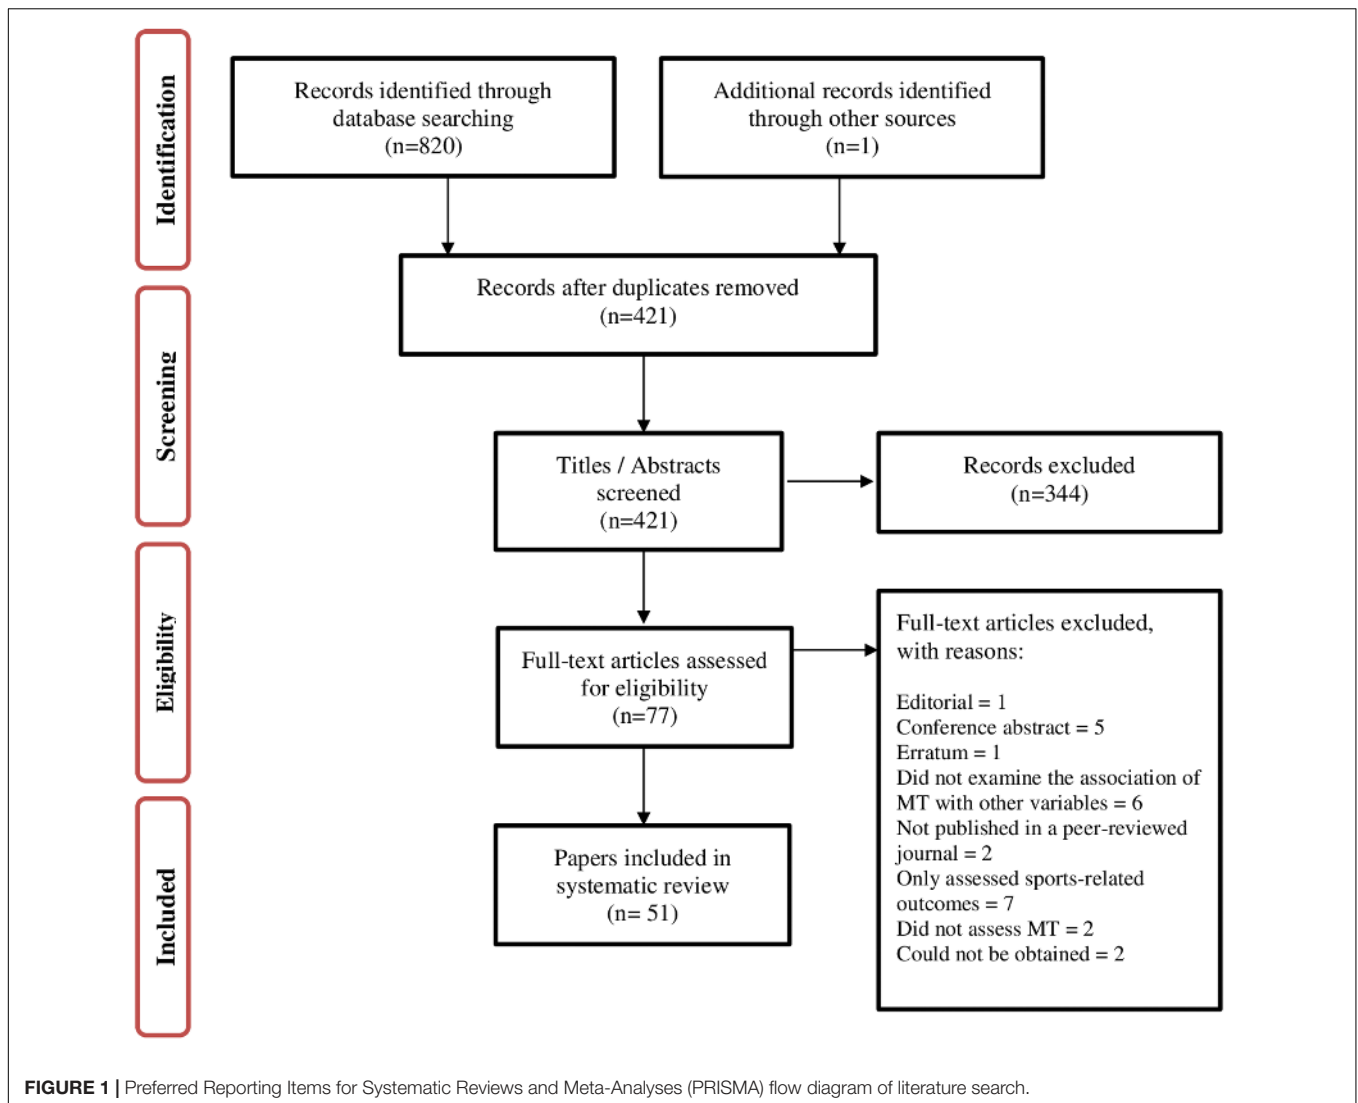 Identification
Records identified through
database searching
(n=820)
Additional records identified
through other sources
(n=1)
Records after duplicates removed
(n=421)
Screening
Titles / Abstracts
screened
(n=421)
Records excluded
(n=344)
Eligibility
Full-text articles assessed
for eligibility
(n=77)
Full-text articles excluded,
with reasons:
Editorial = 1
Conference abstract = 5
Erratum = 1
Did not examine the association of
MT with other variables = 6
Not published in a peer-reviewed
journal = 2
Only assessed sports-related
outcomes = 7
Did not assess MT = 2
Could not be obtained = 2
Included
Papers included in
systematic review
(n= 51)
FIGURE 1 | Preferred Reporting Items for Systematic Reviews and Meta-Analyses (PRISMA) flow diagram of literature search.